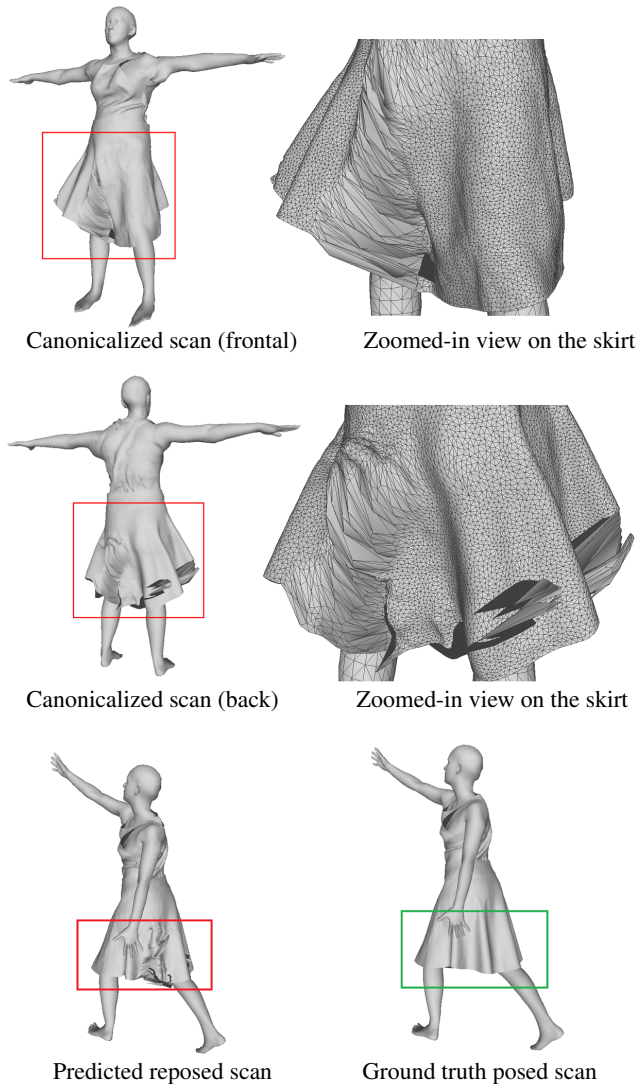 Canonicalized scan (frontal)
Zoomed-in view on the skirt
Canonicalized scan (back)
Zoomed-in view on the skirt
Predicted reposed scan
Ground truth posed scan